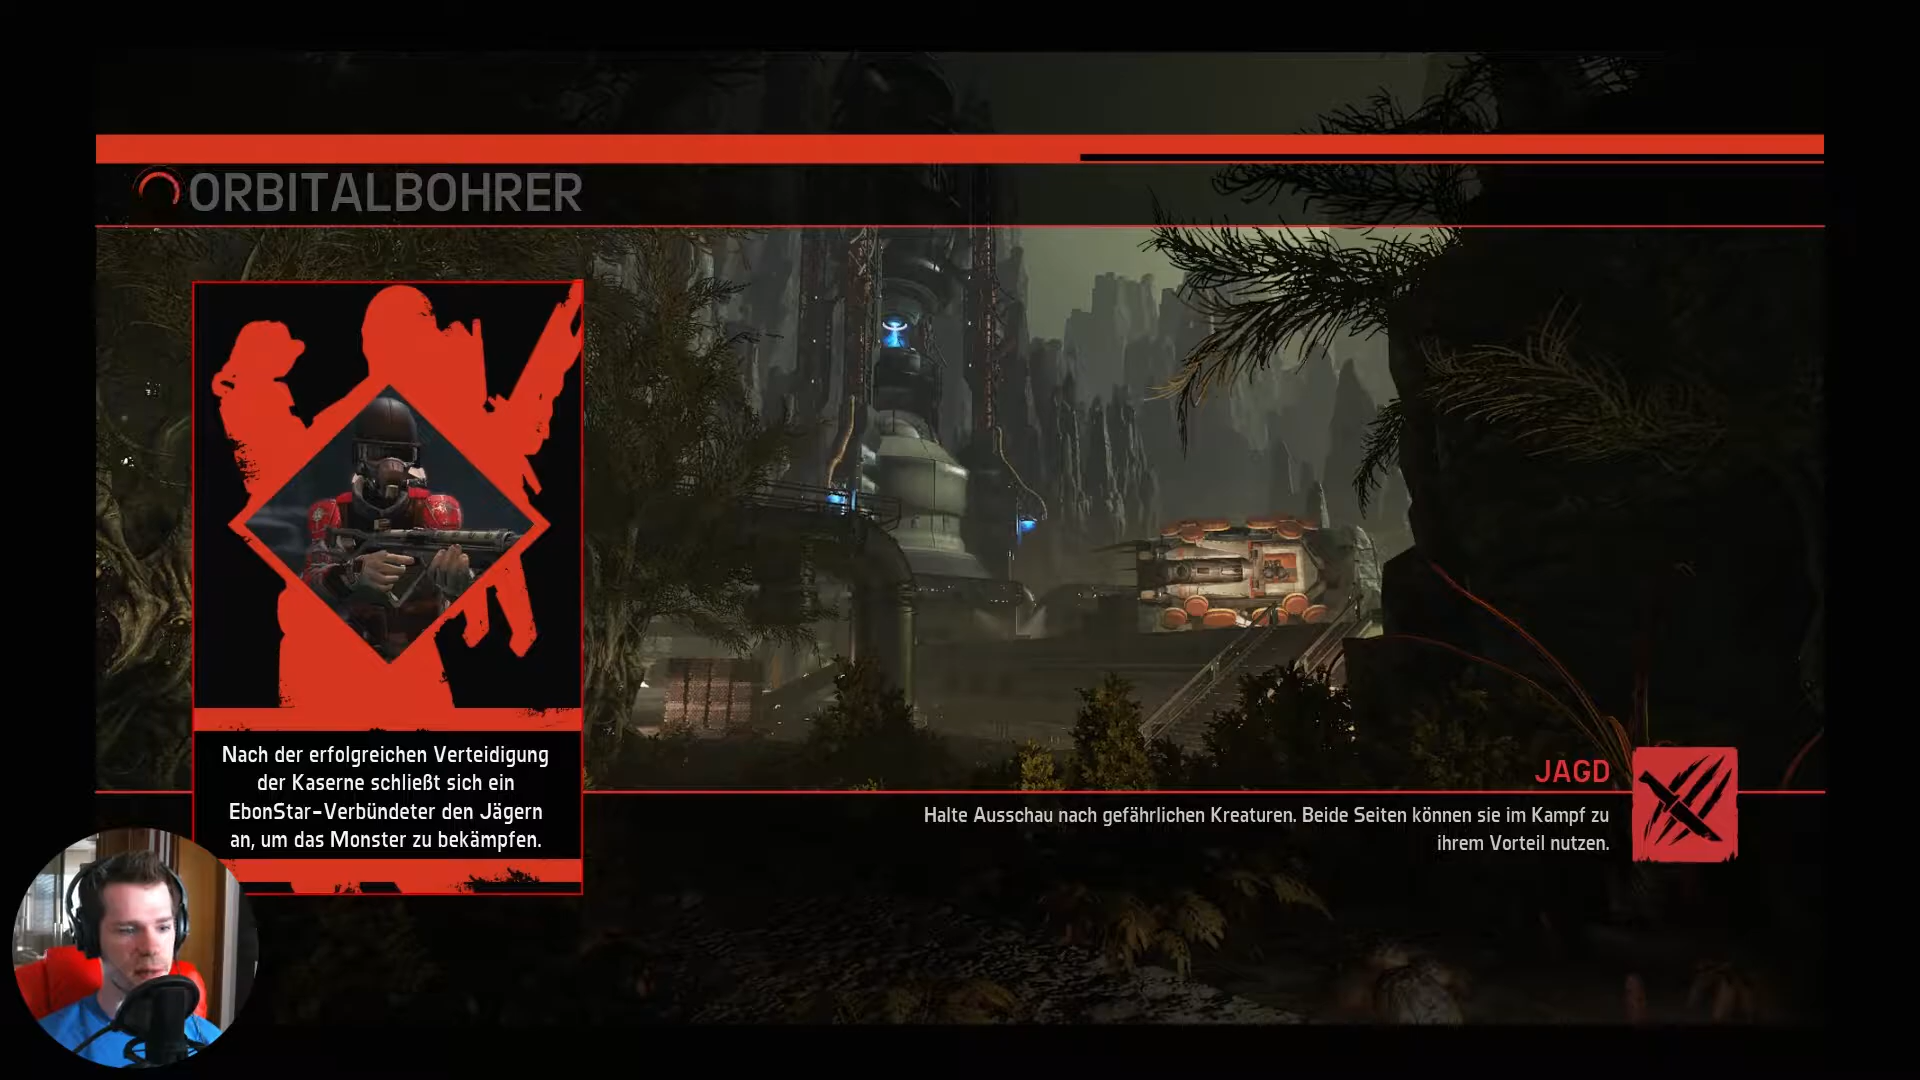 ORBITALBOHRER
Nach der erfolgreichen Verteidigung
der Kaserne schließt sich ein
EbonStar-Verbündeter den Jägern
an, um das Monster zu bekämpfen.
JAGD
Halte Ausschau nach gefährlichen Kreaturen. Beide Seiten können sie im Kampf zu
ihrem Vorteil nutzen.